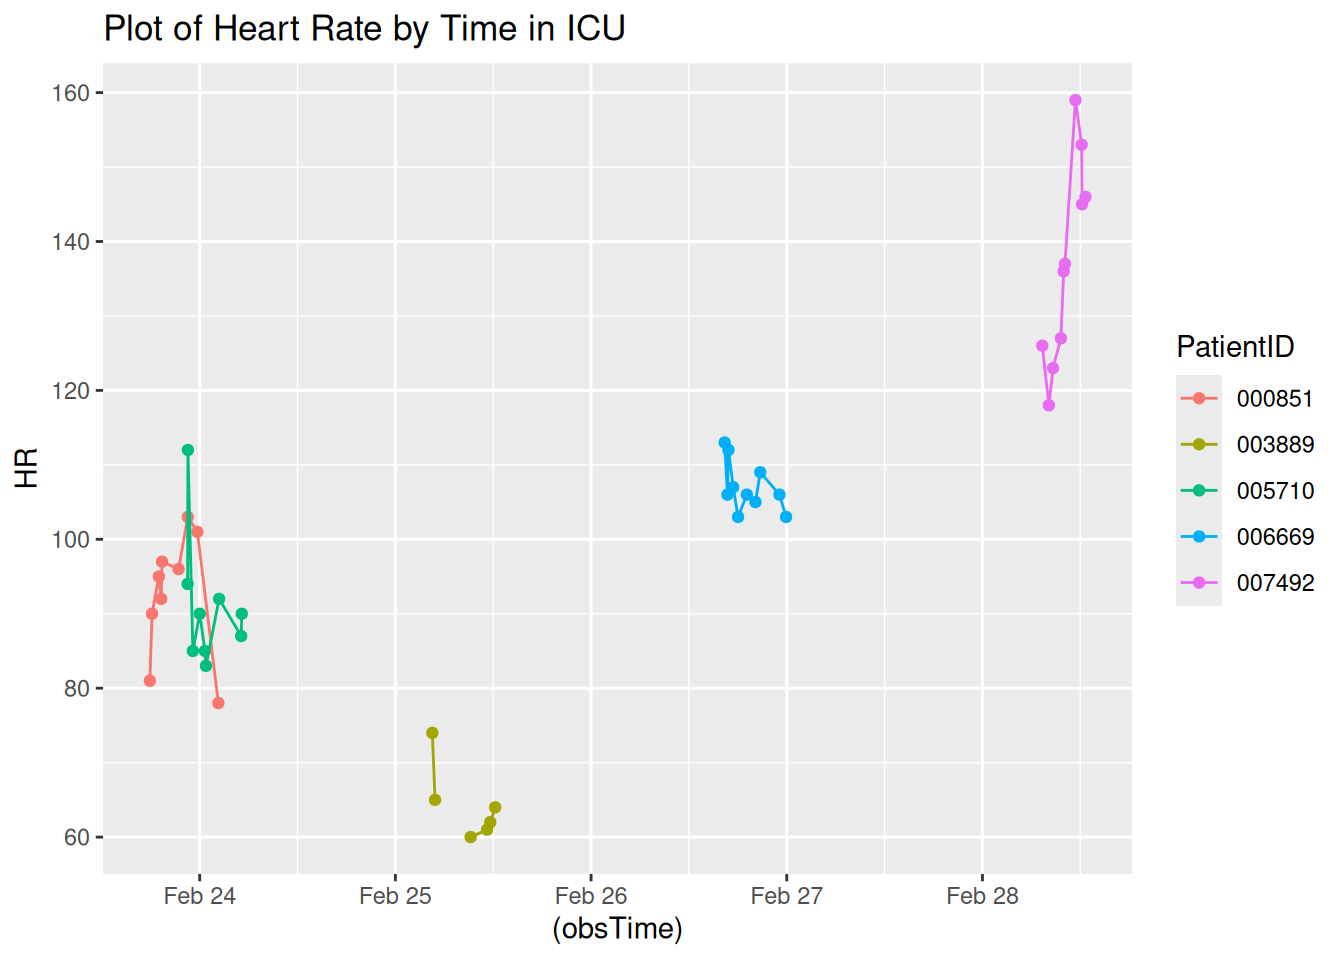 Plot of Heart Rate by Time in ICU
160
140
120
100
80
60
HR
Feb 24
Feb 25
Feb 26
Feb 27
Feb 28
(obsTime)
PatientID
000851
003889
005710
006669
007492